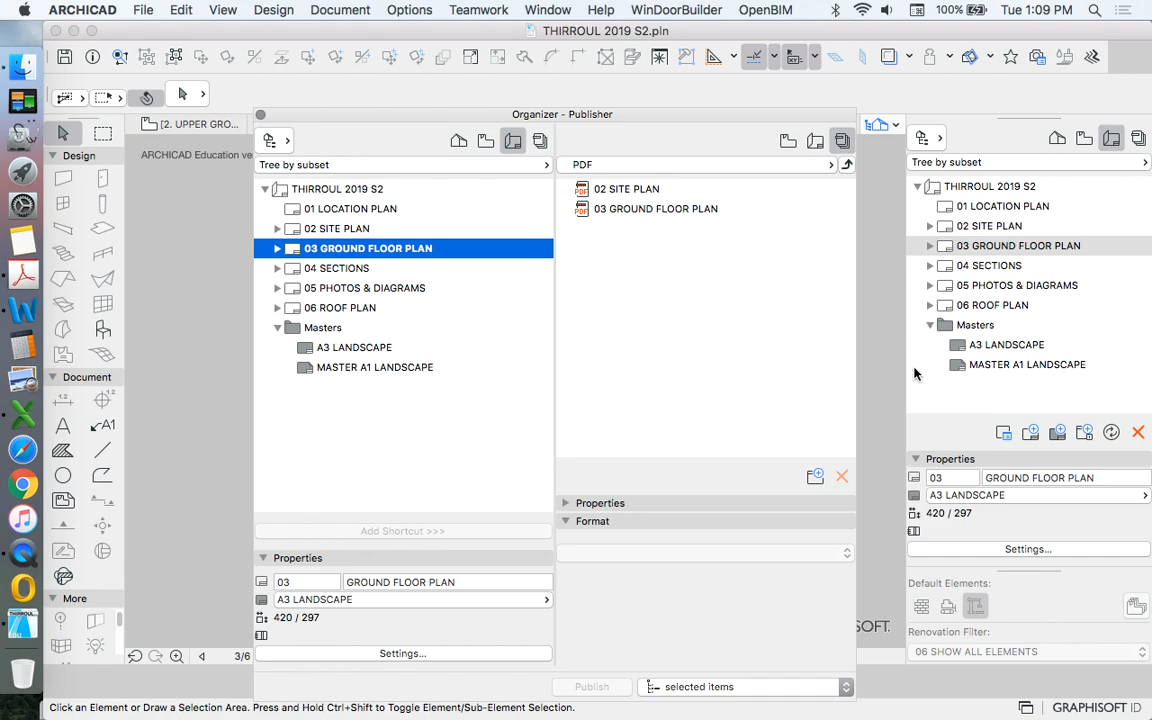 ARCHICAD File Edit View Design Document Options Teamwork Window Help WinDoorBuilder OpenBIM 100% Tue 1:09 PM
THIRROUL 2019 S2.pln
Organizer - Publisher
[2. UPPER GRO...
ARCHICAD Education ve
Tree by subset
THIRROUL 2019 S2
01 LOCATION PLAN
02 SITE PLAN
03 GROUND FLOOR PLAN
04 SECTIONS
05 PHOTOS & DIAGRAMS
06 ROOF PLAN
Masters
A3 LANDSCAPE
MASTER A1 LANDSCAPE
Add Shortcut >>>
Properties
03 GROUND FLOOR PLAN
A3 LANDSCAPE
420 / 297
Settings...
PDF
02 SITE PLAN
03 GROUND FLOOR PLAN
Properties
Format
Publish selected items
Tree by subset
THIRROUL 2019 S2
01 LOCATION PLAN
02 SITE PLAN
03 GROUND FLOOR PLAN
04 SECTIONS
05 PHOTOS & DIAGRAMS
06 ROOF PLAN
Masters
A3 LANDSCAPE
MASTER A1 LANDSCAPE
Properties
03 GROUND FLOOR PLAN
A3 LANDSCAPE
420 / 297
Settings...
Default Elements:
Renovation Filter:
06 SHOW ALL ELEMENTS
Design
Document
A1
More
3/6
SOFT.
Click an Element or Draw a Selection Area. Press and Hold Ctrl+Shift to Toggle Element/Sub-Element Selection.
GRAPHISOFT ID